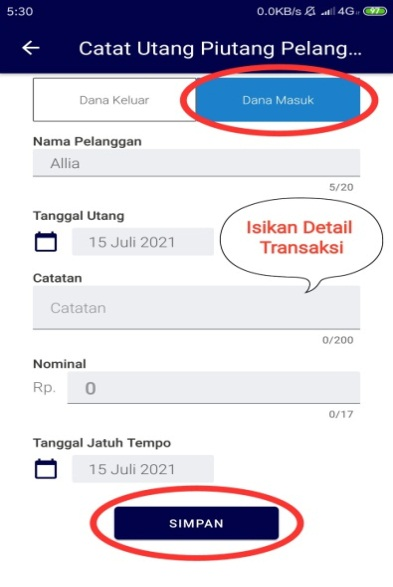 5:30
0.0KB/s 4G 97
Catat Utang Piutang Pelang...
Dana Keluar
Dana Masuk
Nama Pelanggan
Allia
5/20
Tanggal Utang
15 Juli 2021
Isikan Detail
Transaksi
Catatan
Catatan
0/200
Nominal
Rp. 0
0/17
Tanggal Jatuh Tempo
15 Juli 2021
SIMPAN